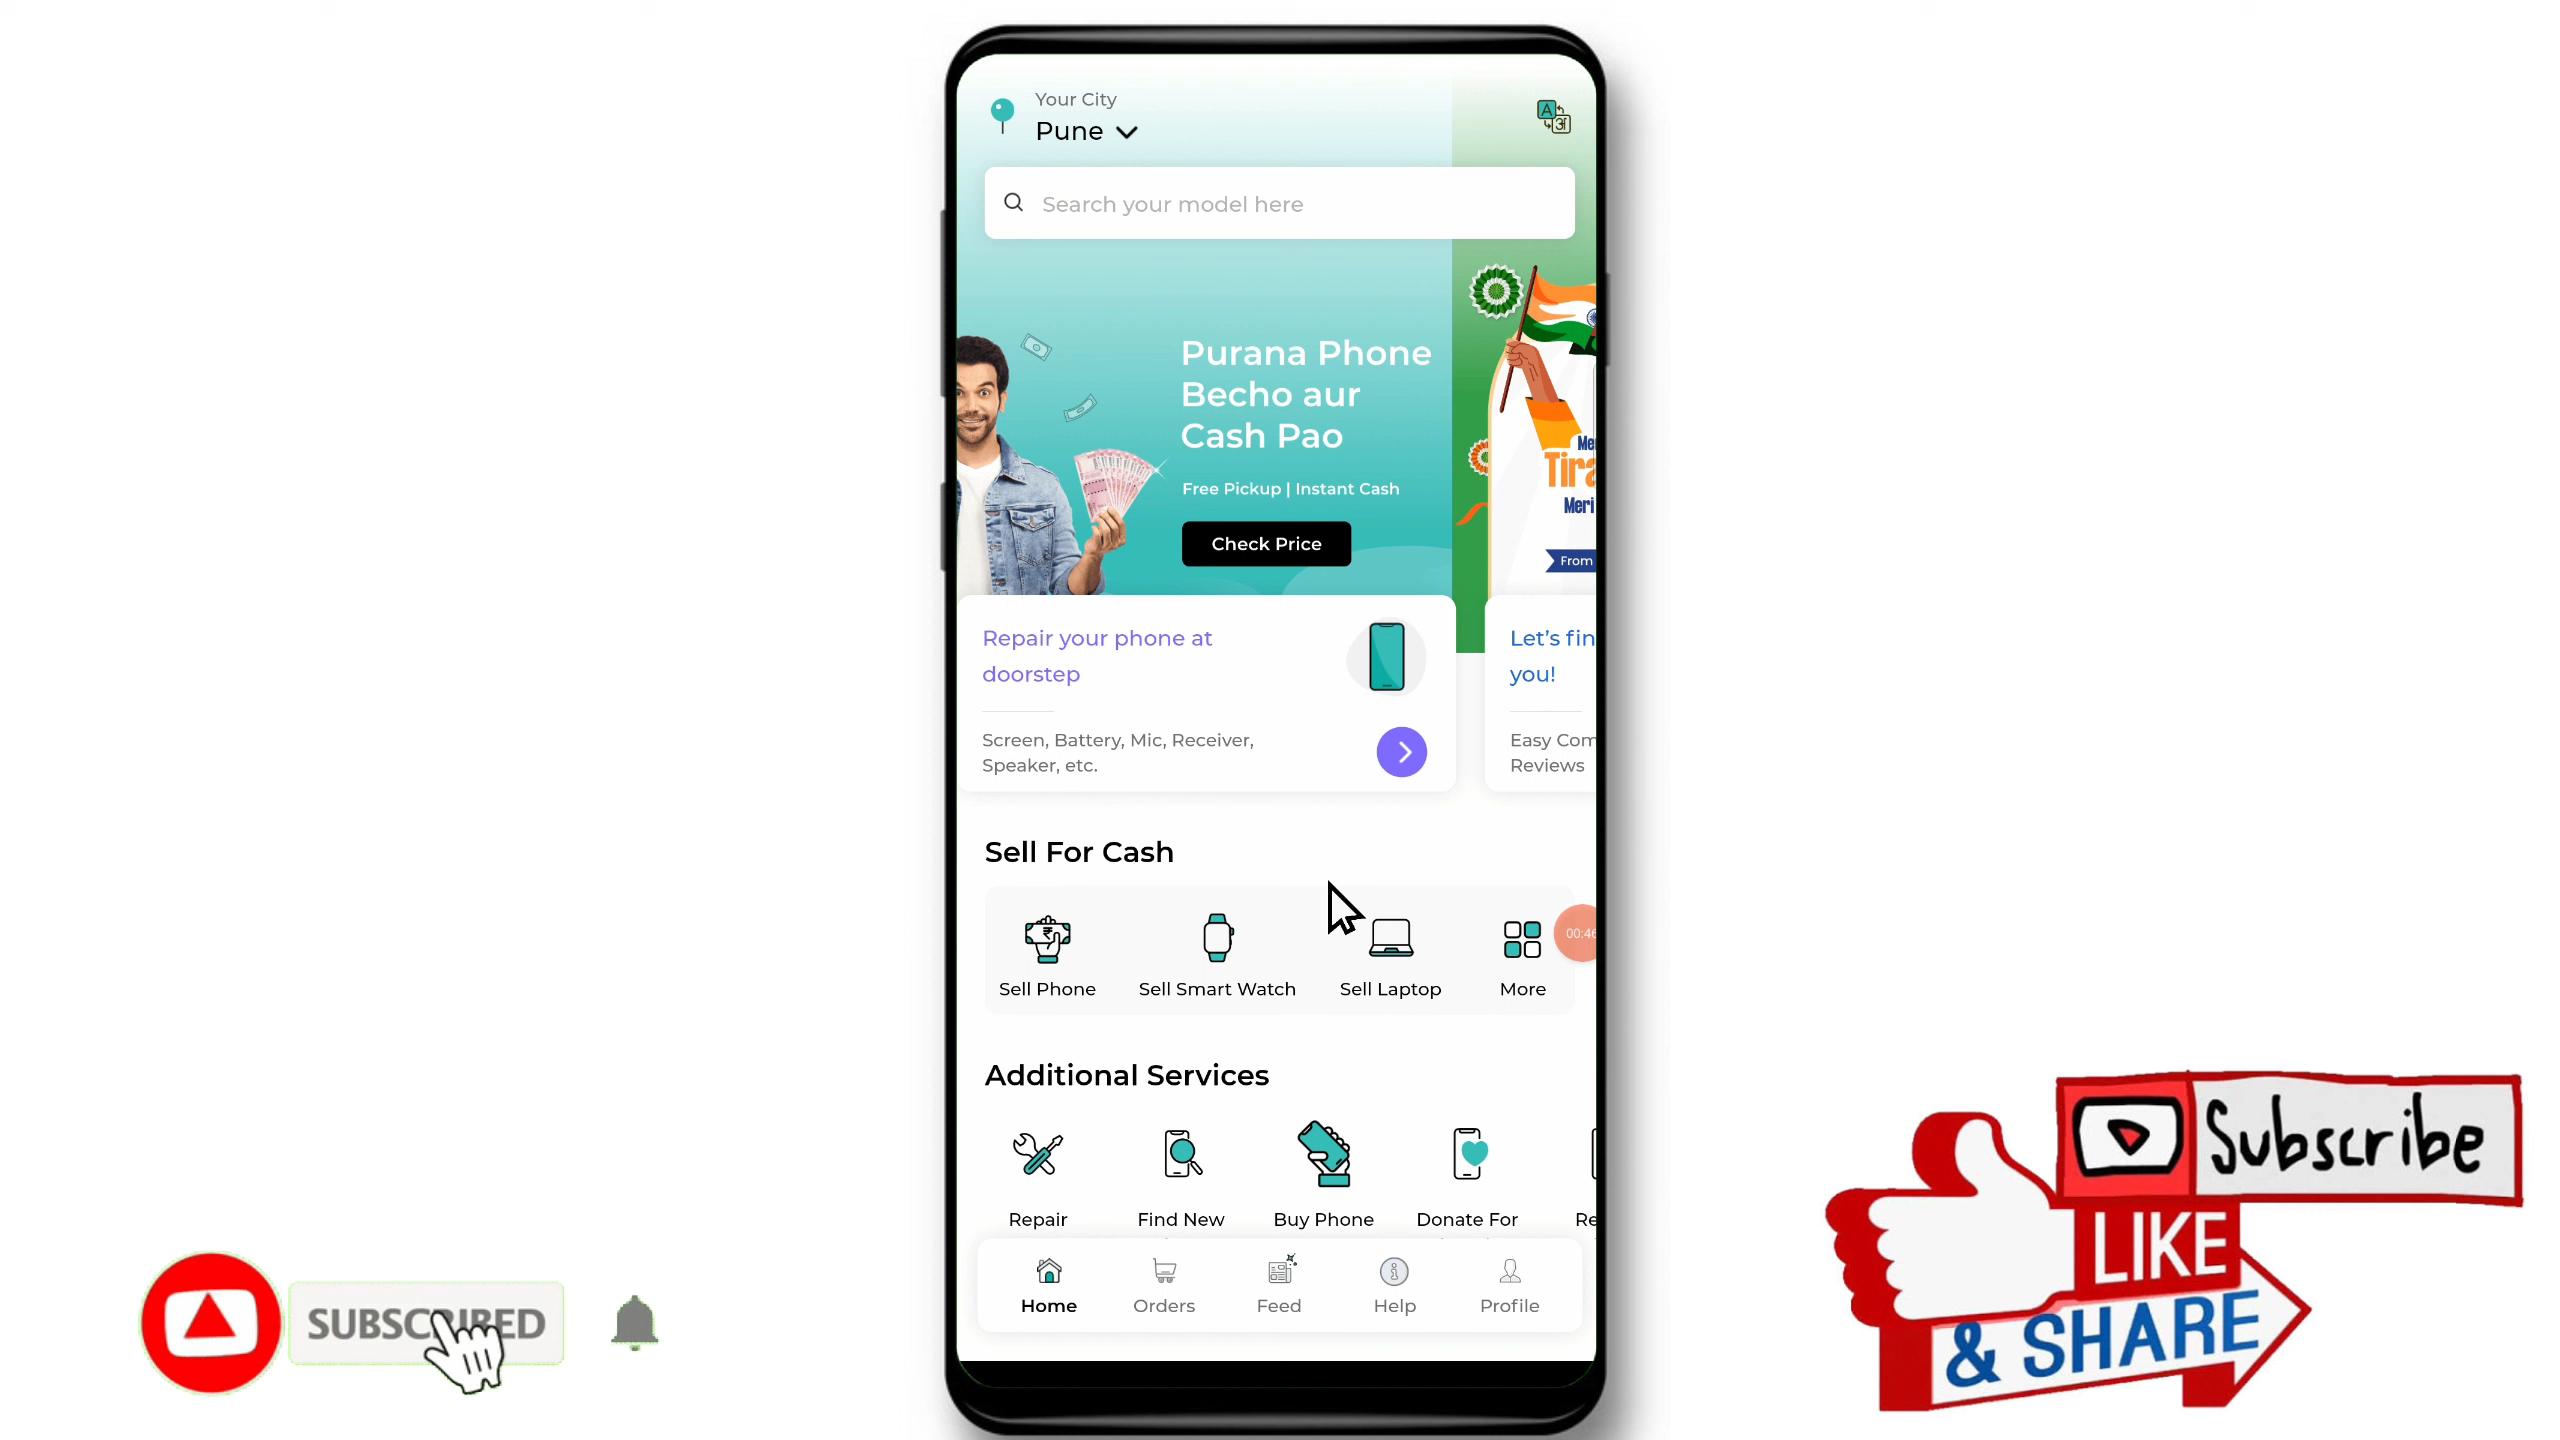 Your City
Pune
Search your model here
Purana Phone
Becho aur
Cash Pao
Free Pickup | Instant Cash
Check Price
Tira
Meri
From
Repair your phone at
doorstep
Screen, Battery, Mic, Receiver,
Speaker, etc.
Let's fin
you!
Easy Com
Reviews
Sell For Cash
00:46
Sell Phone
Sell Smart Watch
Sell Laptop
More
Additional Services
Repair
Find New
Buy Phone
Donate For
Re
Home
Orders
Feed
Help
Profile
SUBSCRIBED
Subscribe
LIKE
& SHARE